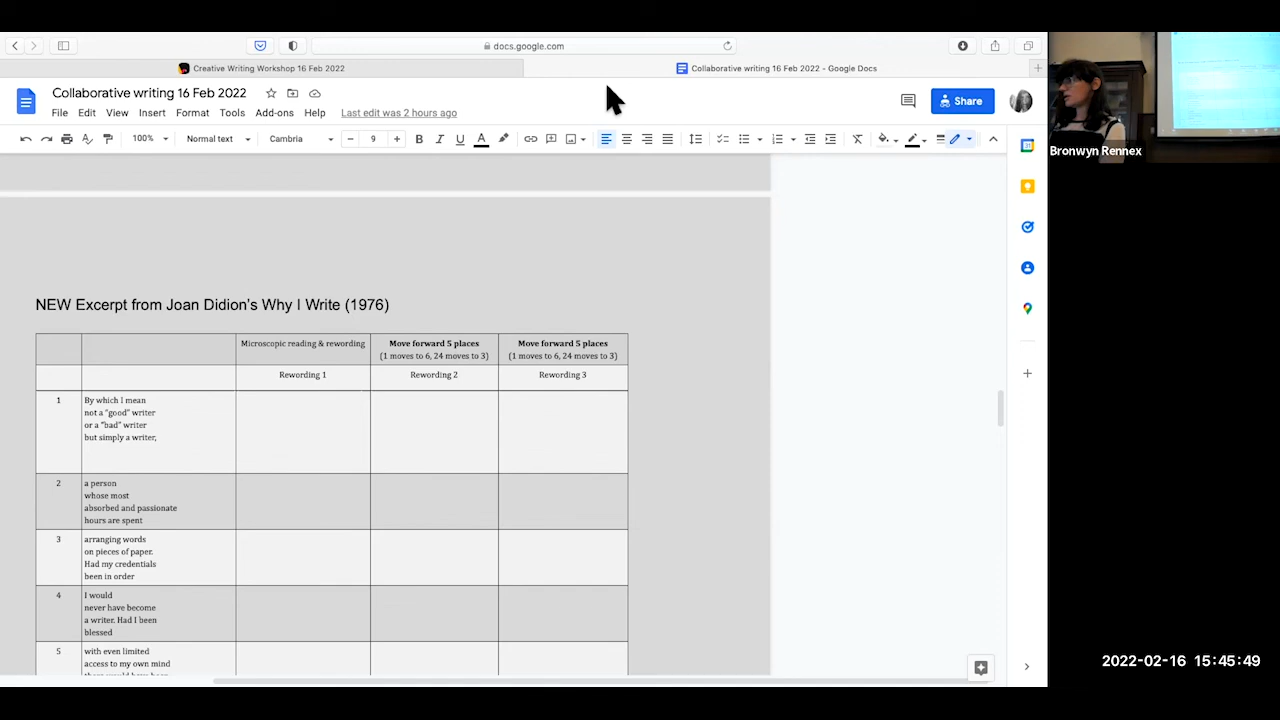 docs.google.com
Creative Writing Workshop 16 Feb 2022
Collaborative writing 16 Feb 2022 - Google Docs
Collaborative writing 16 Feb 2022
File Edit View Insert Format Tools Add-ons Help Last edit was 2 hours ago
Share
100% Normal text Cambria 9 B I U A
Bronwyn Rennex
NEW Excerpt from Joan Didion's Why I Write (1976)
Microscopic reading & rewording
Move forward 5 places
(1 moves to 6, 24 moves to 3)
Move forward 5 places
(1 moves to 6, 24 moves to 3)
Rewording 1
Rewording 2
Rewording 3
1
By which I mean
not a "good" writer
or a "bad" writer
but simply a writer,
2
a person
whose most
absorbed and passionate
hours are spent
3
arranging words
on pieces of paper.
Had my credentials
been in order
4
I would
never have become
a writer. Had I been
blessed
5
with even limited
access to my own mind
2022-02-16 15:45:49